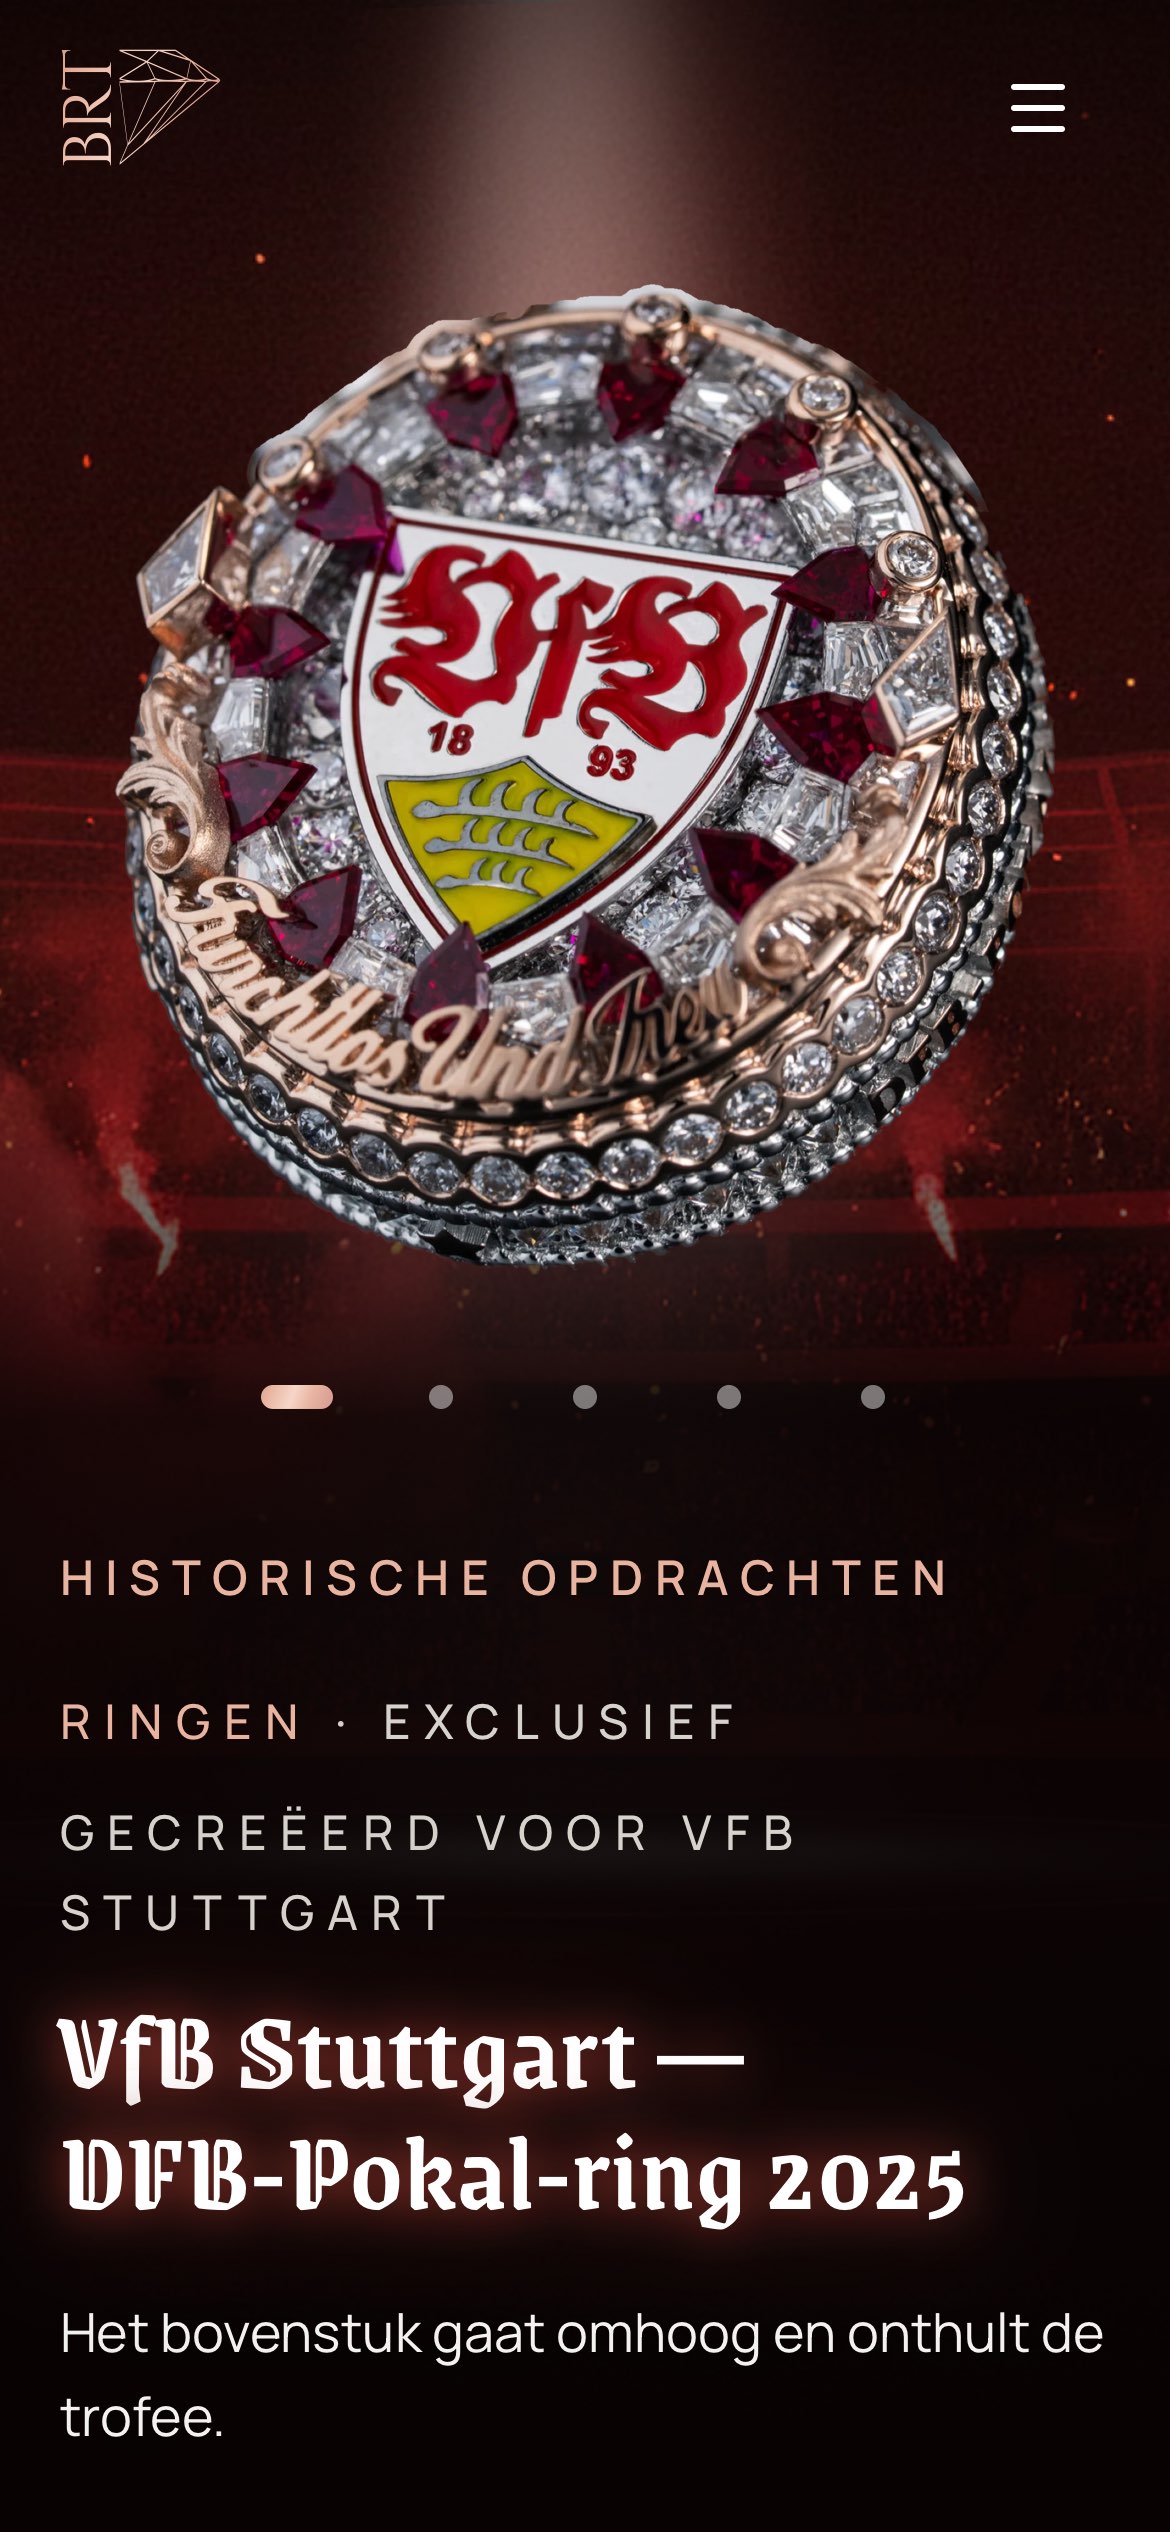 BRT
VfB
18 93
Furchtlos Und Treu
DFB
HISTORISCHE OPDRACHTEN
RINGEN · EXCLUSIEF
GECREËERD VOOR VFB
STUTTGART
VfB Stuttgart —
DFB-Pokal-ring 2025
Het bovenstuk gaat omhoog en onthult de
trofee.